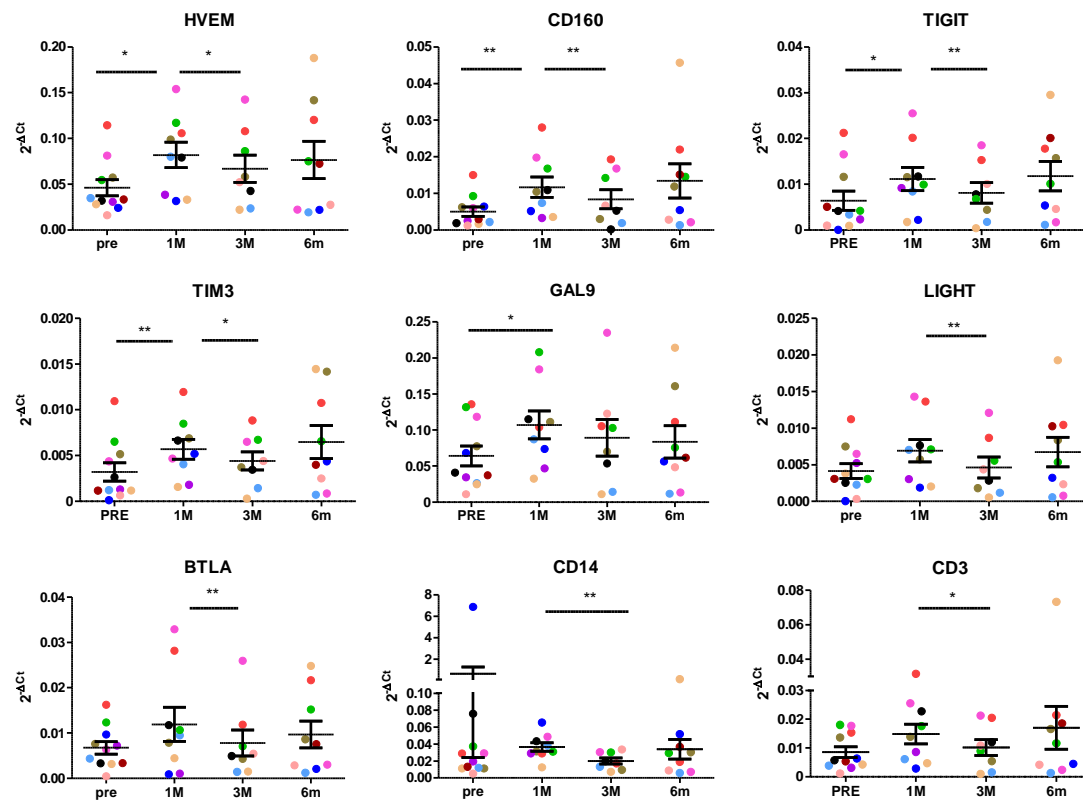 HVEM
2^-ΔCt
0.20
0.15
0.10
0.05
0.00
*
*
pre
1M
3M
6m
CD160
2^-ΔCt
0.05
0.04
0.03
0.02
0.01
0.00
**
**
pre
1M
3M
6m
TIGIT
2^-ΔCt
0.04
0.03
0.02
0.01
0.00
*
**
PRE
1M
3M
6m
TIM3
2^-ΔCt
0.020
0.015
0.010
0.005
0.000
**
*
PRE
1M
3M
6m
GAL9
2^-ΔCt
0.25
0.20
0.15
0.10
0.05
0.00
*
PRE
1M
3M
6m
LIGHT
2^-ΔCt
0.025
0.020
0.015
0.010
0.005
0.000
**
pre
1M
3M
6m
BTLA
2^-ΔCt
0.04
0.03
0.02
0.01
0.00
**
pre
1M
3M
6m
CD14
2^-ΔCt
8
6
4
2
0.10
0.08
0.06
0.04
0.02
0.00
**
pre
1M
3M
6m
CD3
2^-ΔCt
0.08
0.06
0.04
0.03
0.02
0.01
0.00
*
PRE
1M
3M
6m